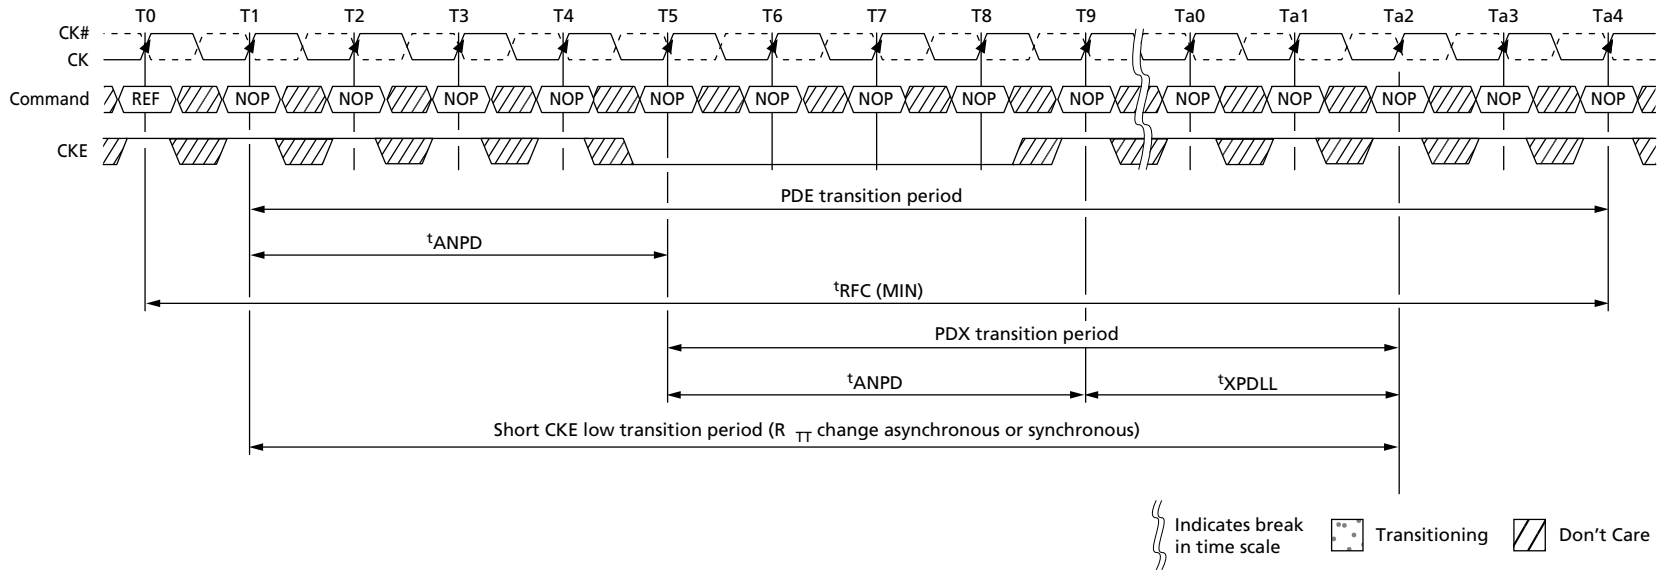 T0 T1 T2 T3 T4 T5 T6 T7 T8 T9 Ta0 Ta1 Ta2 Ta3 Ta4
CK#
CK
Command REF NOP NOP NOP NOP NOP NOP NOP NOP NOP NOP NOP NOP NOP NOP
CKE
PDE transition period
tANPD
tRFC (MIN)
PDX transition period
tANPD tXPDLL
Short CKE low transition period (R TT change asynchronous or synchronous)
Indicates break
in time scale
Transitioning
Don't Care